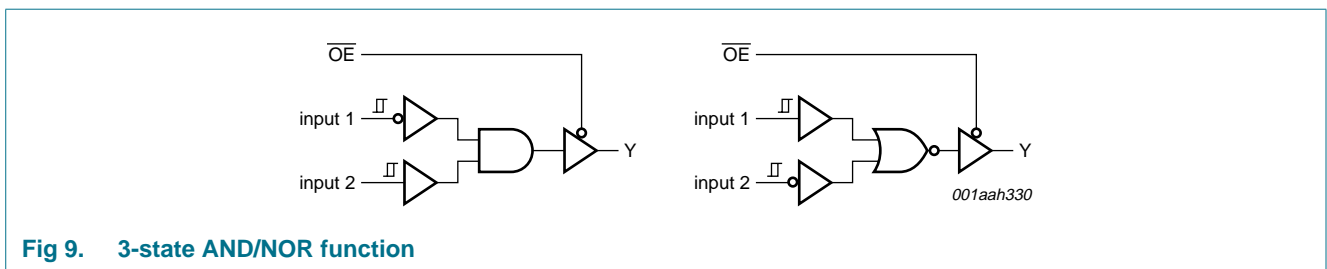 OE OE
input 1 input 1
Y Y
input 2 input 2
001aah330
Fig 9. 3-state AND/NOR function